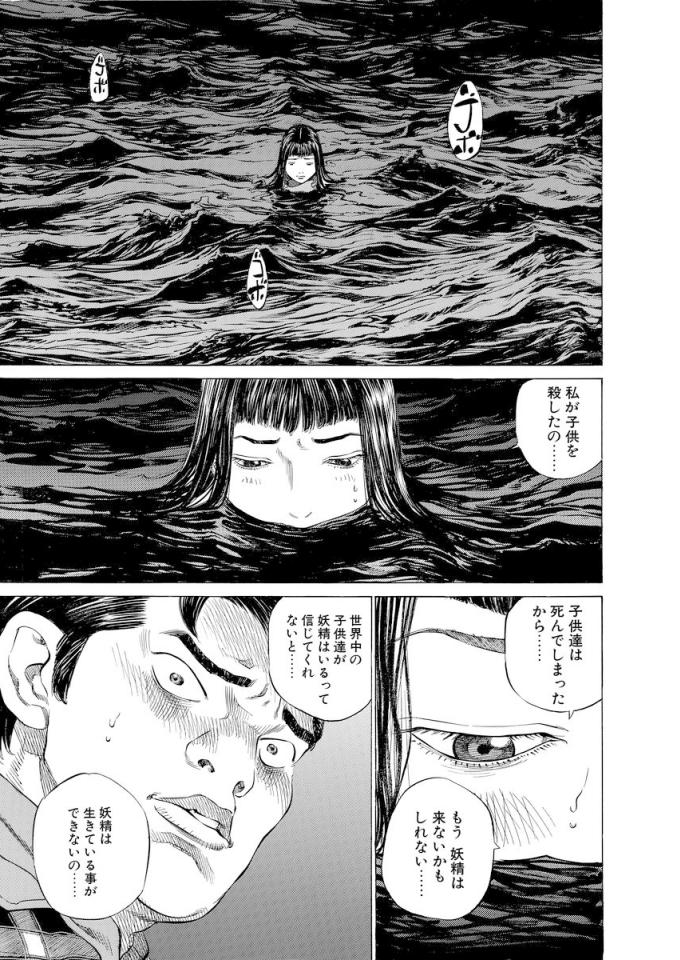 ゴボ
ゴボ
ゴボ
私が子供を
殺したの……
子供達は
死んでしまった
から……
もう 妖精は
来ないかも
しれない……
世界中の
子供達が
妖精はいるって
信じてくれ
ないと……
妖精は
生きている事が
できないの……